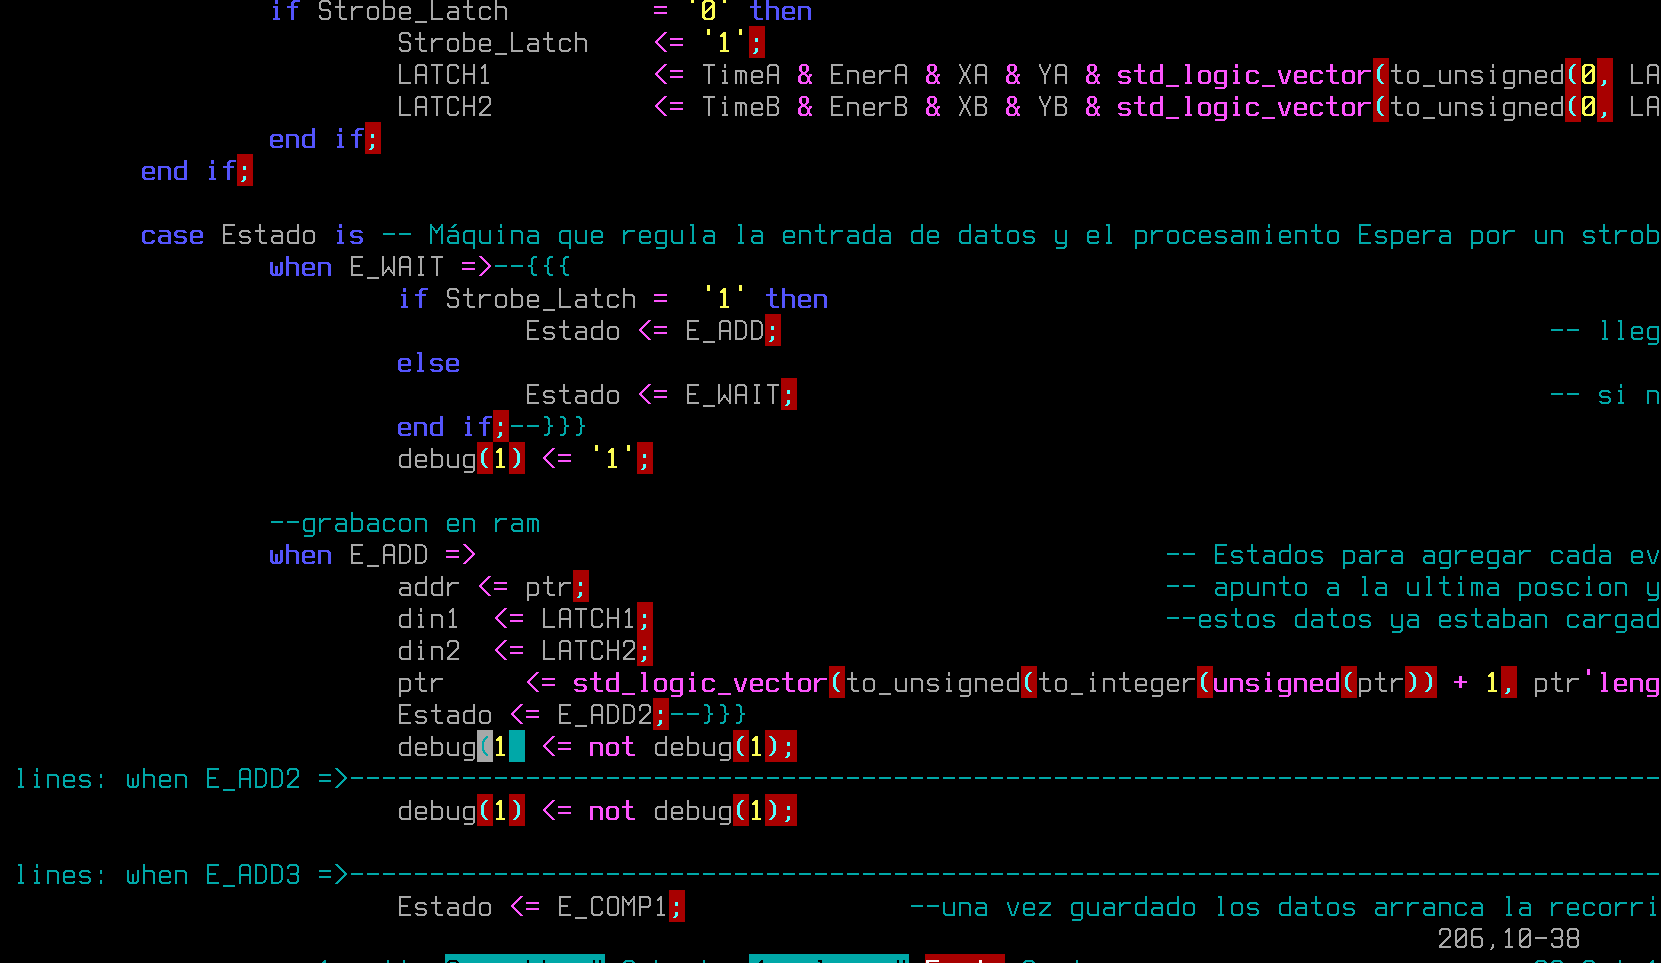 if Strobe_Latch = '0' then
Strobe_Latch <= '1';
LATCH1 <= TimeA & EnerA & XA & YA & std_logic_vector(to_unsigned(0, LA
LATCH2 <= TimeB & EnerB & XB & YB & std_logic_vector(to_unsigned(0, LA
end if;
end if;
case Estado is -- Máquina que regula la entrada de datos y el procesamiento Espera por un strob
when E_WAIT =>--{{{
if Strobe_Latch = '1' then
Estado <= E_ADD; -- lleg
else
Estado <= E_WAIT; -- si n
end if;--}}}
debug(1) <= '1';
--grabacon en ram
when E_ADD => -- Estados para agregar cada ev
addr <= ptr; -- apunto a la ultima poscion y
din1 <= LATCH1; --estos datos ya estaban cargad
din2 <= LATCH2;
ptr <= std_logic_vector(to_unsigned(to_integer(unsigned(ptr)) + 1, ptr'leng
Estado <= E_ADD2;--}}}
debug(1 <= not debug(1);
lines: when E_ADD2 =>--------------------------------------------------------------------------------
debug(1) <= not debug(1);
lines: when E_ADD3 =>--------------------------------------------------------------------------------
Estado <= E_COMP1; --una vez guardado los datos arranca la recorri
206,10-38